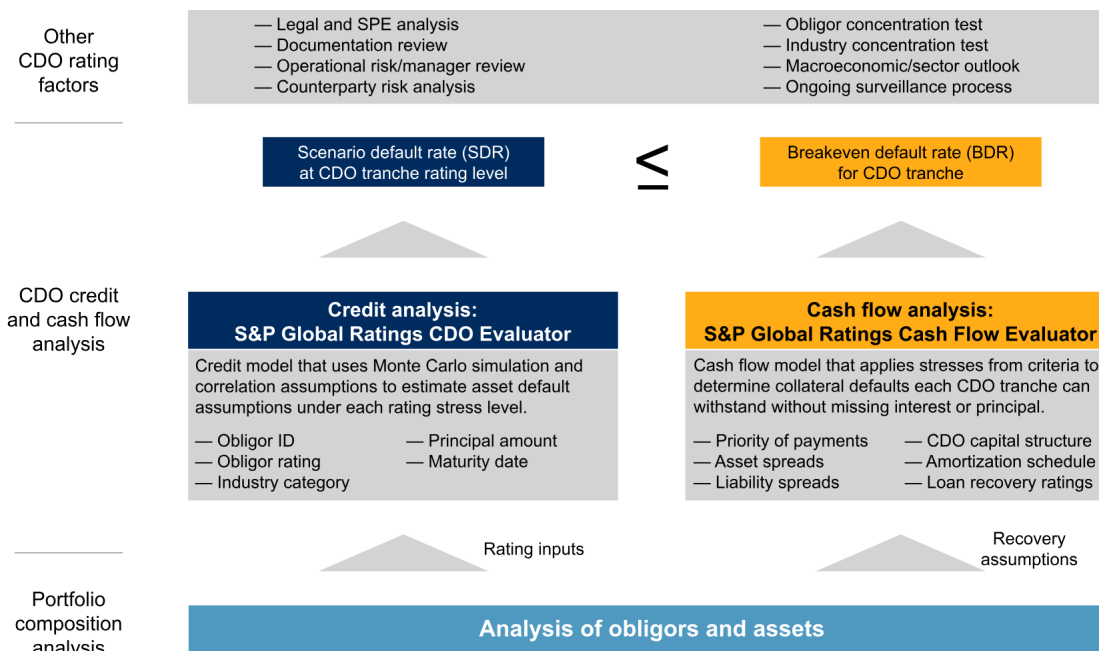 Other
CDO rating
factors
— Legal and SPE analysis
— Documentation review
— Operational risk/manager review
— Counterparty risk analysis
— Obligor concentration test
— Industry concentration test
— Macroeconomic/sector outlook
— Ongoing surveillance process
Scenario default rate (SDR)
at CDO tranche rating level
≤
Breakeven default rate (BDR)
for CDO tranche
CDO credit
and cash flow
analysis
Credit analysis:
S&P Global Ratings CDO Evaluator
Credit model that uses Monte Carlo simulation and
correlation assumptions to estimate asset default
assumptions under each rating stress level.
— Obligor ID
— Obligor rating
— Industry category
— Principal amount
— Maturity date
Cash flow analysis:
S&P Global Ratings Cash Flow Evaluator
Cash flow model that applies stresses from criteria to
determine collateral defaults each CDO tranche can
withstand without missing interest or principal.
— Priority of payments
— Asset spreads
— Liability spreads
— CDO capital structure
— Amortization schedule
— Loan recovery ratings
Rating inputs
Recovery
assumptions
Portfolio
composition
analysis
Analysis of obligors and assets